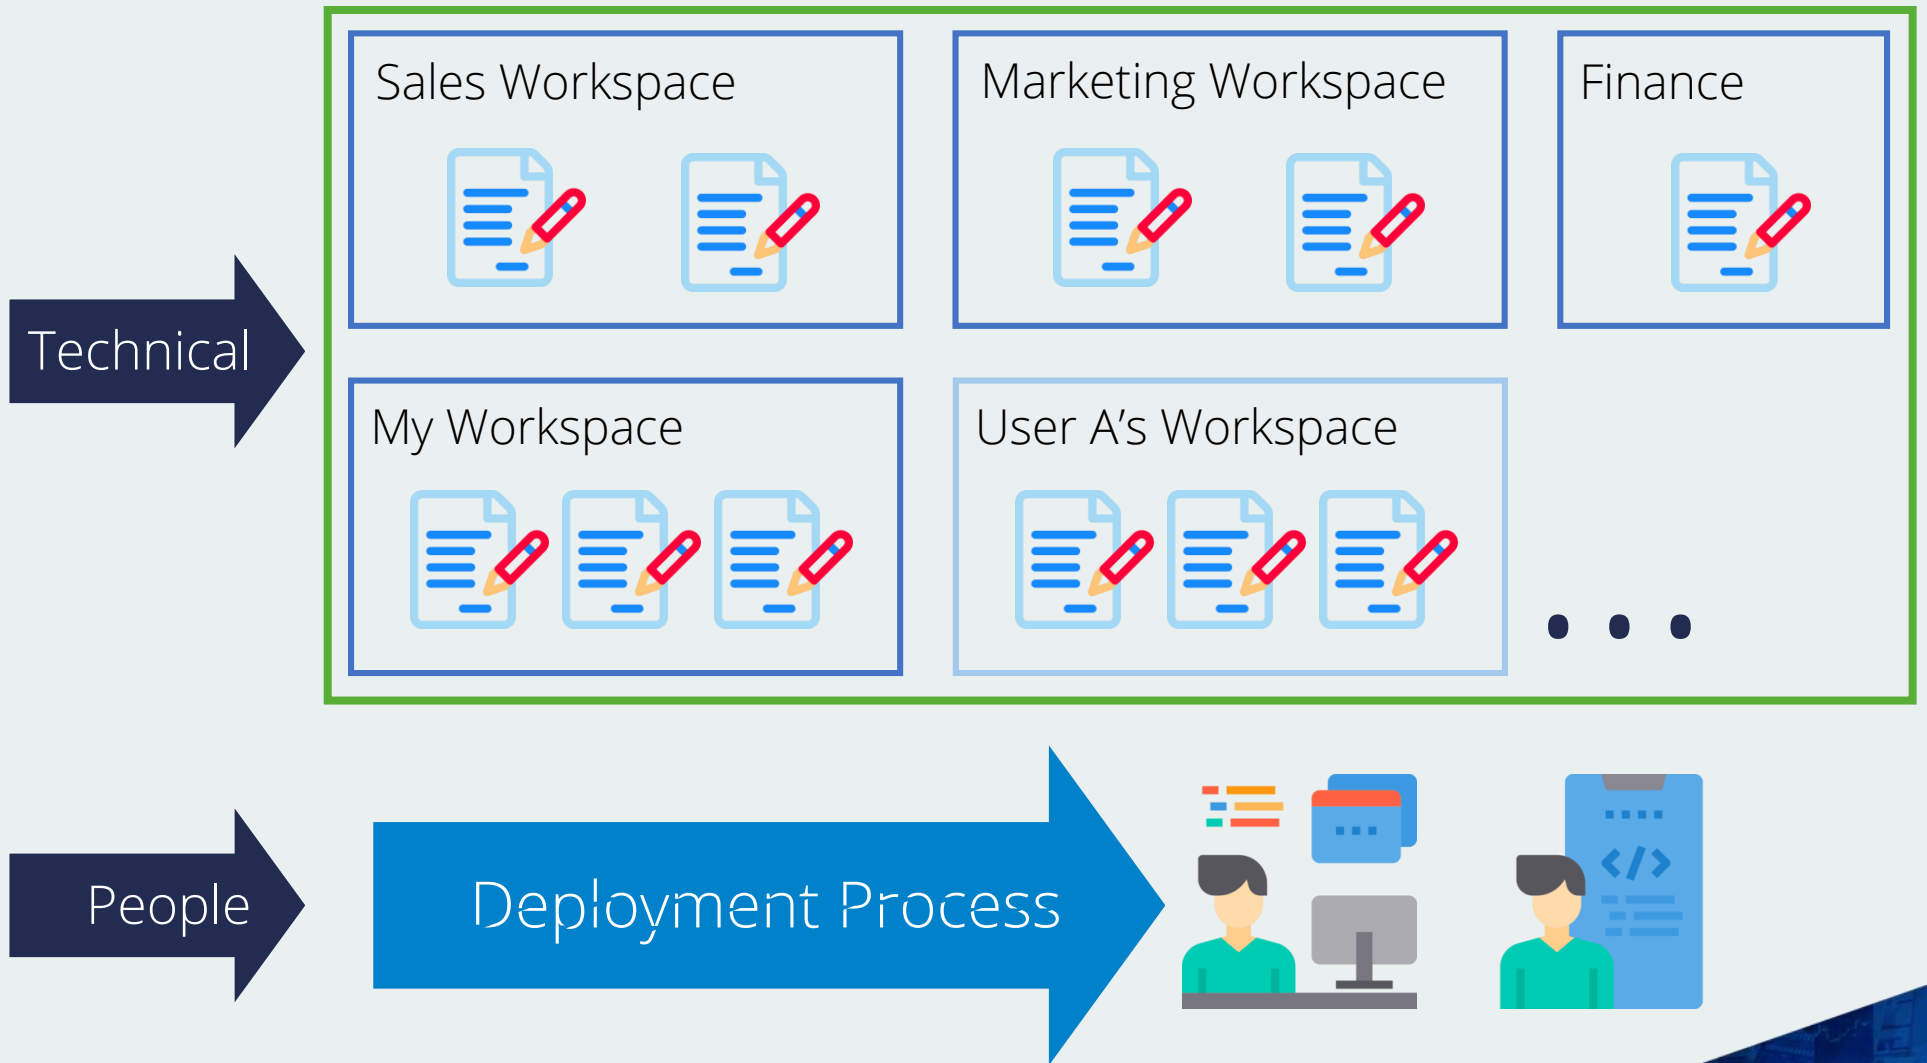 Sales Workspace
Marketing Workspace
Finance
Technical
My Workspace
User A's Workspace
...
People
Deployment Process